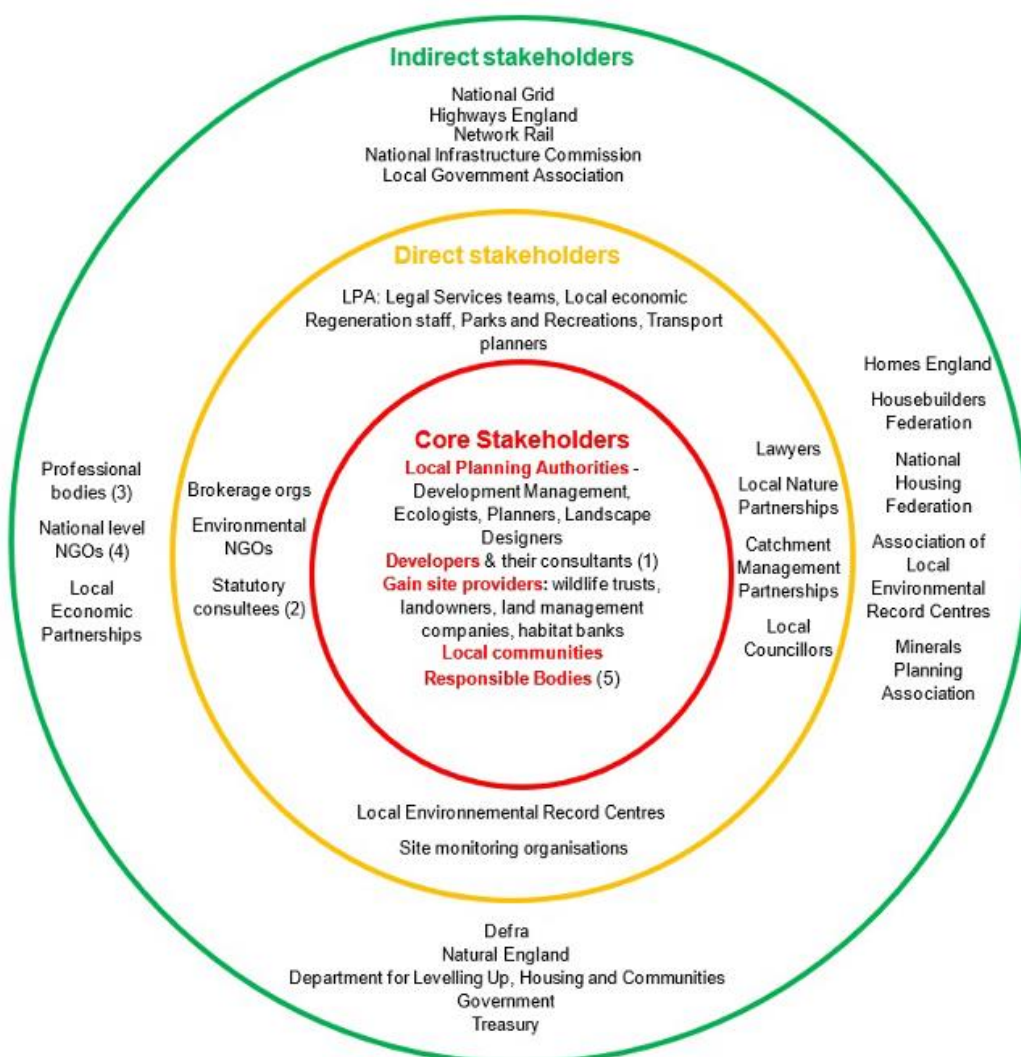 Indirect stakeholders
National Grid
Highways England
Network Rail
National Infrastructure Commission
Local Government Association
Direct stakeholders
LPA: Legal Services teams, Local economic
Regeneration staff, Parks and Recreations, Transport
planners
Professional
bodies (3)
National level
NGOs (4)
Local
Economic
Partnerships
Brokerage orgs
Environmental
NGOs
Statutory
consultees (2)
Core Stakeholders
Local Planning Authorities -
Development Management,
Ecologists, Planners, Landscape
Designers
Developers & their consultants (1)
Gain site providers: wildlife trusts,
landowners, land management
companies, habitat banks
Local communities
Responsible Bodies (5)
Lawyers
Local Nature
Partnerships
Catchment
Management
Partnerships
Local
Councillors
Homes England
Housebuilders
Federation
National
Housing
Federation
Association of
Local
Environmental
Record Centres
Minerals
Planning
Association
Local Environnemental Record Centres
Site monitoring organisations
Defra
Natural England
Department for Levelling Up, Housing and Communities
Government
Treasury